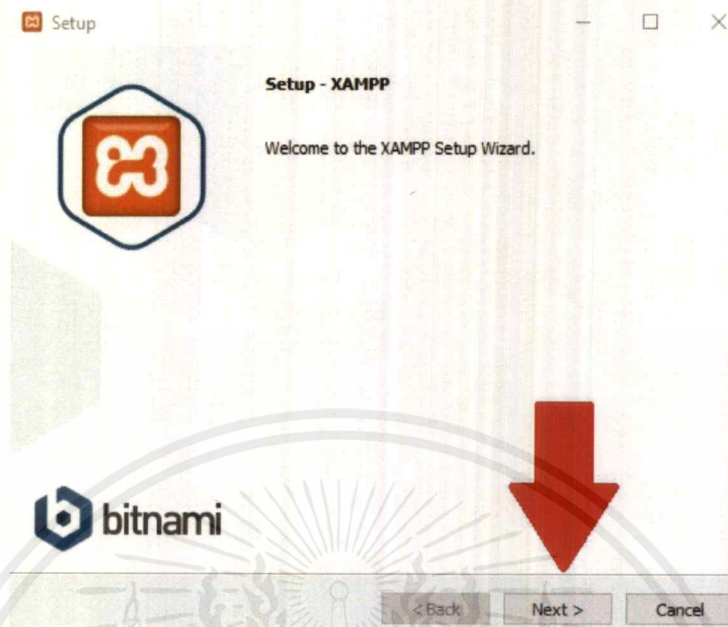 Setup
Setup - XAMPP
Welcome to the XAMPP Setup Wizard.
bitnami
< Back
Next >
Cancel